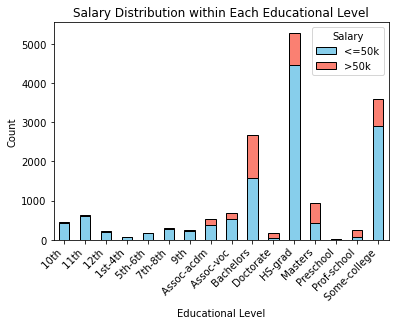 Salary Distribution within Each Educational Level
Salary
<=50k
>50k
Count
5000
4000
3000
2000
1000
0
10th
11th
12th
1st-4th
5th-6th
7th-8th
9th
Assoc-acdm
Assoc-voc
Bachelors
Doctorate
HS-grad
Masters
Preschool
Prof-school
Some-college
Educational Level